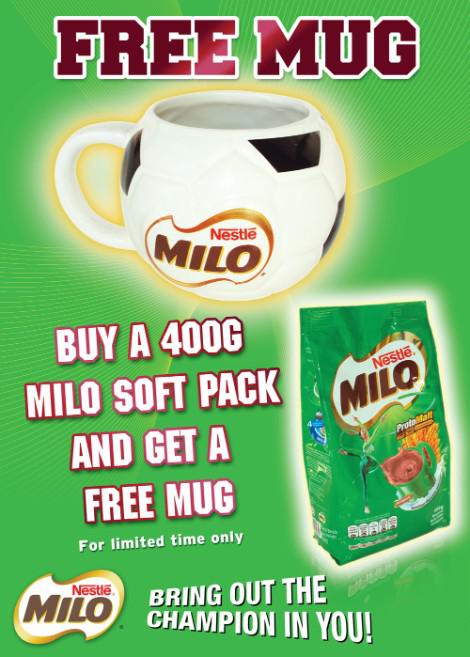 FREE MUG
Nestlé
MILO
BUY A 400G
MILO SOFT PACK
AND GET A
FREE MUG
For limited time only
Nestlé
MILO
ProtoMalt
Nestlé
MILO
BRING OUT THE
CHAMPION IN YOU!